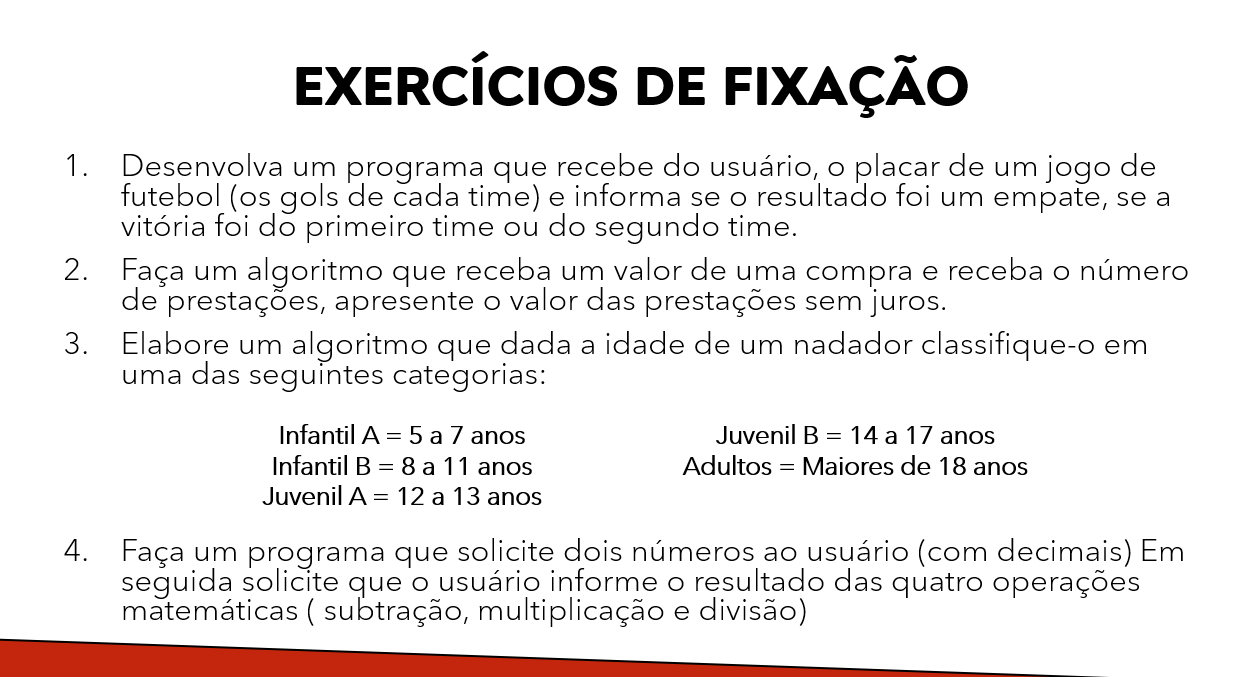 EXERCÍCIOS DE FIXAÇÃO
1. Desenvolva um programa que recebe do usuário, o placar de um jogo de
futebol (os gols de cada time) e informa se o resultado foi um empate, se a
vitória foi do primeiro time ou do segundo time.
2. Faça um algoritmo que receba um valor de uma compra e receba o número
de prestações, apresente o valor das prestações sem juros.
3. Elabore um algoritmo que dada a idade de um nadador classifique-o em
uma das seguintes categorias:
Infantil A = 5 a 7 anos
Infantil B = 8 a 11 anos
Juvenil A = 12 a 13 anos
Juvenil B = 14 a 17 anos
Adultos = Maiores de 18 anos
4. Faça um programa que solicite dois números ao usuário (com decimais) Em
seguida solicite que o usuário informe o resultado das quatro operações
matemáticas ( subtração, multiplicação e divisão)